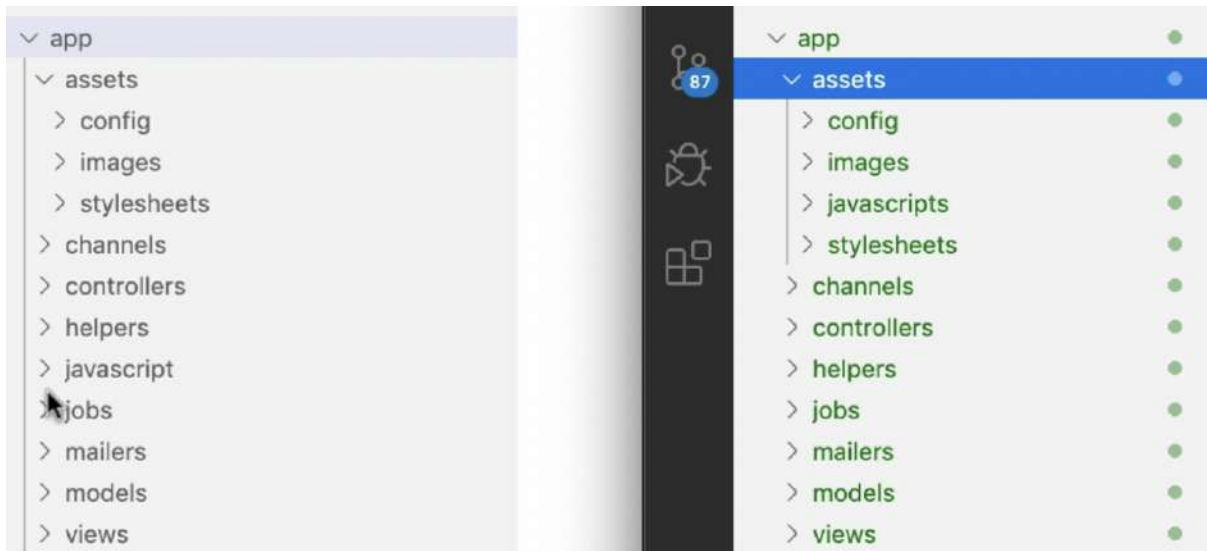 app
assets
config
images
stylesheets
channels
controllers
helpers
javascript
jobs
mailers
models
views
87
app
assets
config
images
javascripts
stylesheets
channels
controllers
helpers
jobs
mailers
models
views